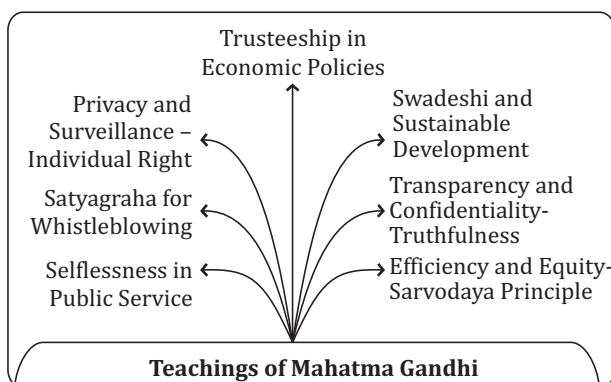 Trusteeship in
Economic Policies
Privacy and
Surveillance –
Individual Right
Satyagraha for
Whistleblowing
Selflessness in
Public Service
Swadeshi and
Sustainable
Development
Transparency and
Confidentiality-
Truthfulness
Efficiency and Equity-
Sarvodaya Principle
Teachings of Mahatma Gandhi